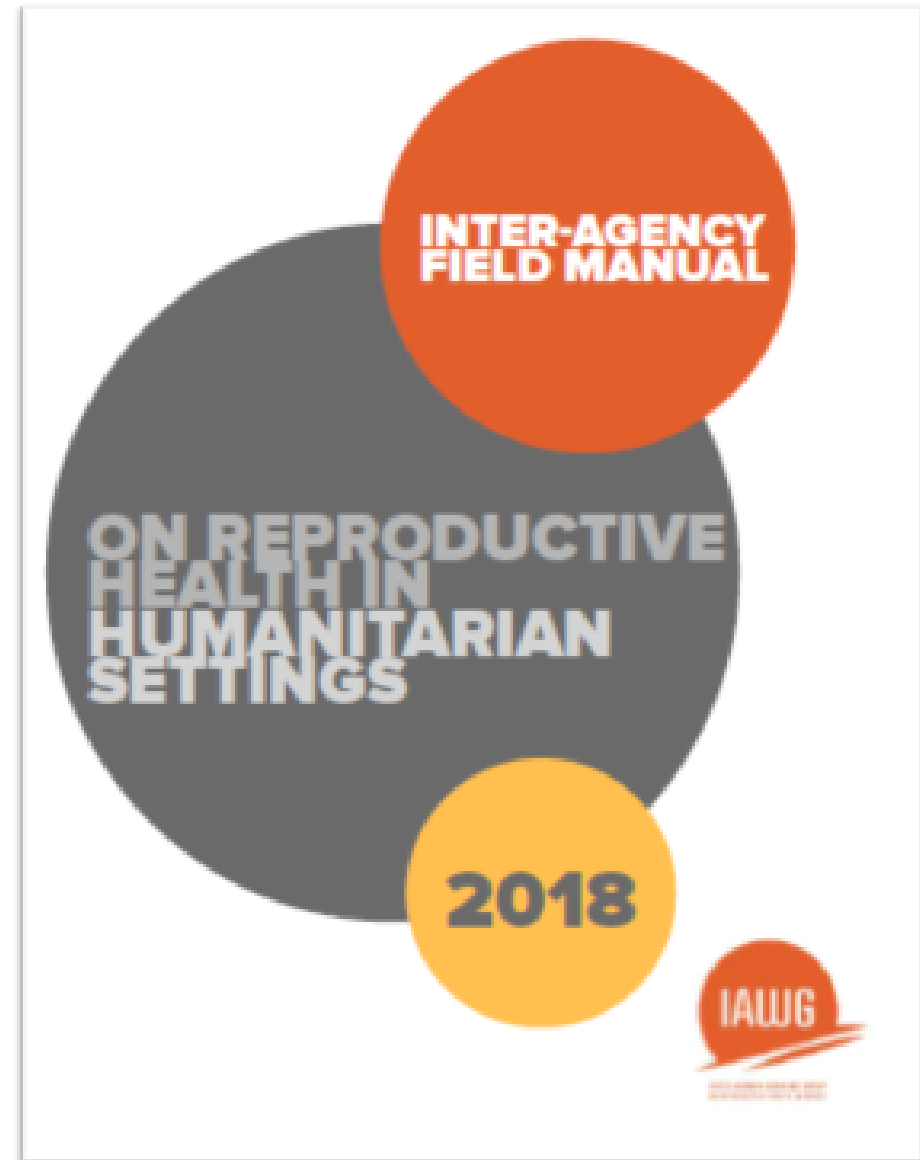 INTER-AGENCY
FIELD MANUAL
ON REPRODUCTIVE
HEALTH IN
HUMANITARIAN
SETTINGS
2018
IAWG